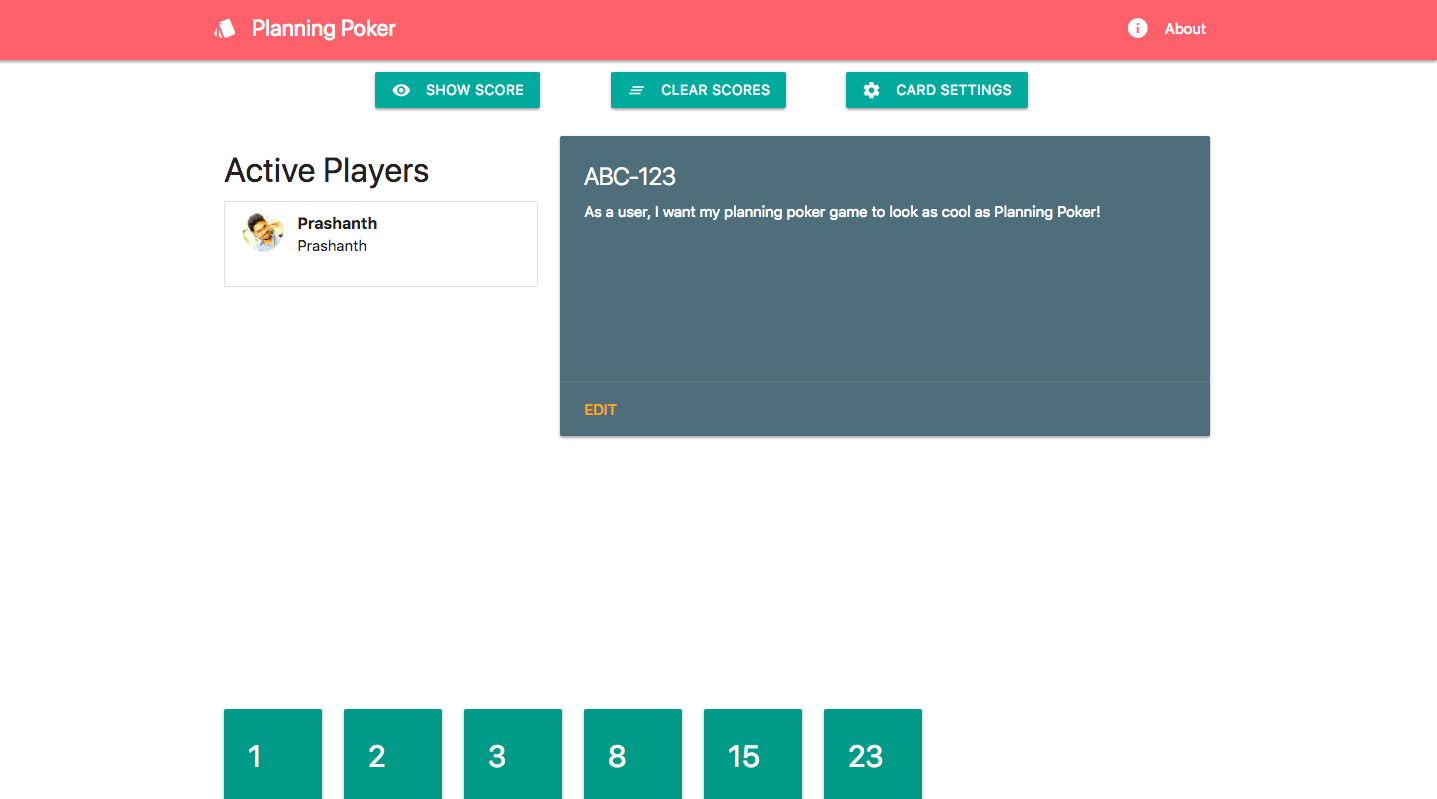 Planning Poker
About
SHOW SCORE
CLEAR SCORES
CARD SETTINGS
Active Players
Prashanth
Prashanth
ABC-123
As a user, I want my planning poker game to look as cool as Planning Poker!
EDIT
1
2
3
8
15
23